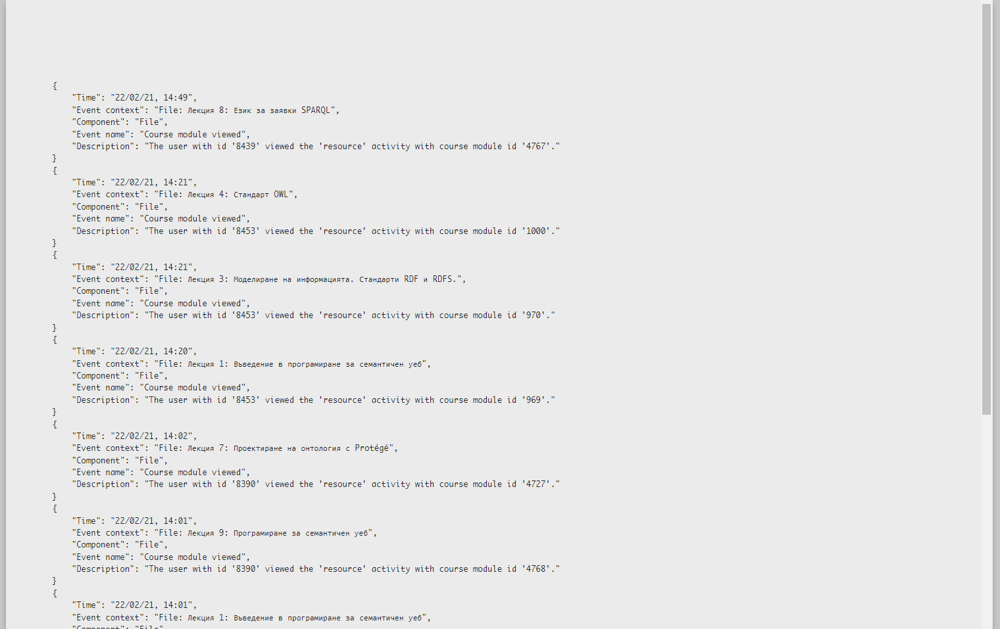 {
"Time": "22/02/21, 14:49",
"Event context": "File: Лекция 8: Език за заявки SPARQL",
"Component": "File",
"Event name": "Course module viewed",
"Description": "The user with id '8439' viewed the 'resource' activity with course module id '4767'."
}
{
"Time": "22/02/21, 14:21",
"Event context": "File: Лекция 4: Стандарт OWL",
"Component": "File",
"Event name": "Course module viewed",
"Description": "The user with id '8453' viewed the 'resource' activity with course module id '1000'."
}
{
"Time": "22/02/21, 14:21",
"Event context": "File: Лекция 3: Моделиране на информацията. Стандарти RDF и RDFS.",
"Component": "File",
"Event name": "Course module viewed",
"Description": "The user with id '8453' viewed the 'resource' activity with course module id '970'."
}
{
"Time": "22/02/21, 14:20",
"Event context": "File: Лекция 1: Въведение в програмиране за семантичен уеб",
"Component": "File",
"Event name": "Course module viewed",
"Description": "The user with id '8453' viewed the 'resource' activity with course module id '969'."
}
{
"Time": "22/02/21, 14:02",
"Event context": "File: Лекция 7: Проектиране на онтология с Protégé",
"Component": "File",
"Event name": "Course module viewed",
"Description": "The user with id '8390' viewed the 'resource' activity with course module id '4727'."
}
{
"Time": "22/02/21, 14:01",
"Event context": "File: Лекция 9: Програмиране за семантичен уеб",
"Component": "File",
"Event name": "Course module viewed",
"Description": "The user with id '8390' viewed the 'resource' activity with course module id '4768'."
}
{
"Time": "22/02/21, 14:01",
"Event context": "File: Лекция 1: Въведение в програмиране за семантичен уеб",
"Component": "File",